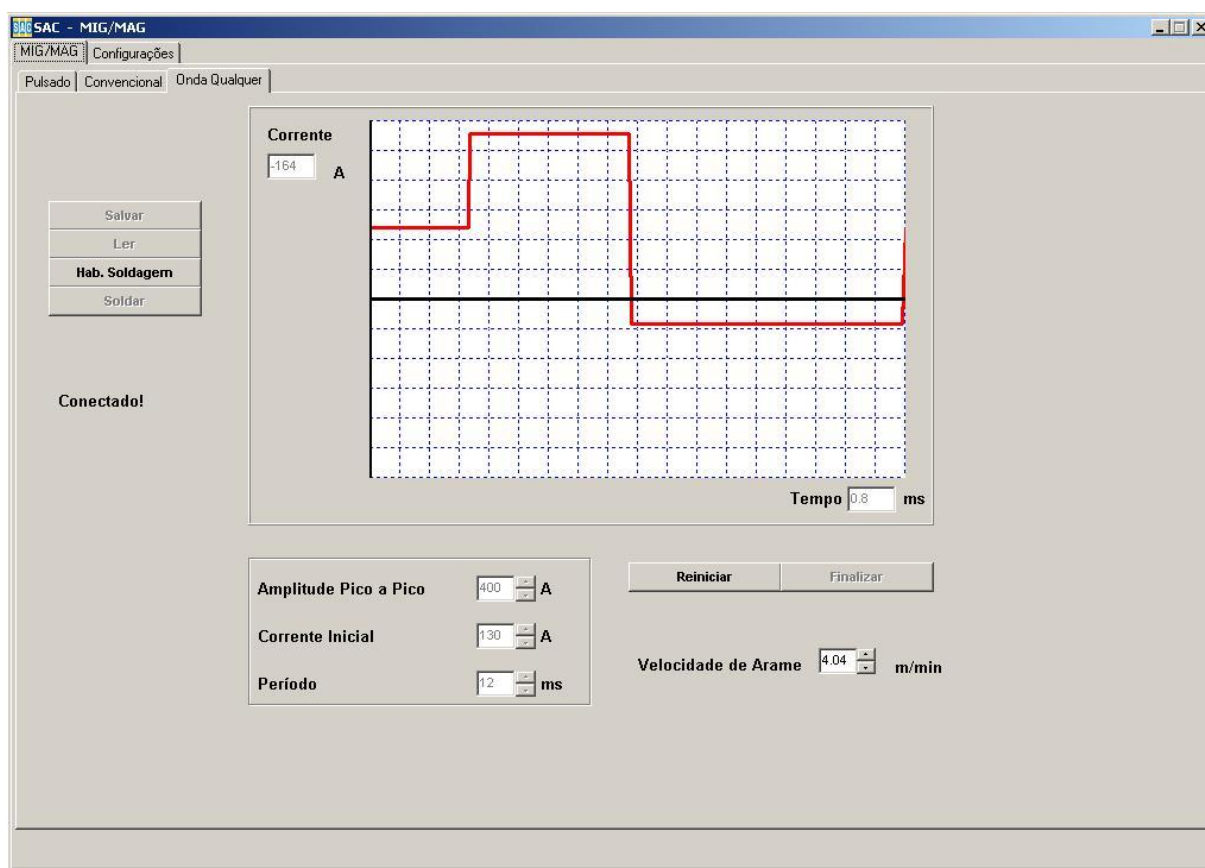 SAC SAC - MIG/MAG
MIG/MAG Configurações
Pulsado Convencional Onda Qualquer
Corrente
-164 A
Salvar
Ler
Hab. Soldagem
Soldar
Conectado!
Tempo 0.8 ms
Amplitude Pico a Pico 400 A
Corrente Inicial 130 A
Período 12 ms
Reiniciar Finalizar
Velocidade de Arame 4.04 m/min